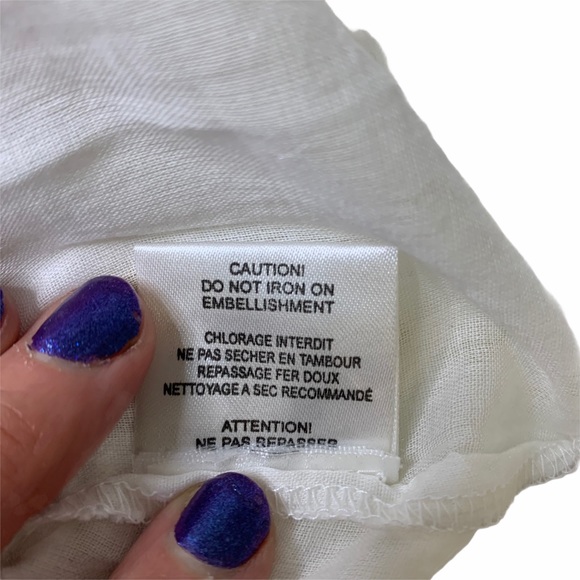 CAUTION!
DO NOT IRON ON
EMBELLISHMENT
CHLORAGE INTERDIT
NE PAS SECHER EN TAMBOUR
REPASSAGE FER DOUX
NETTOYAGE A SEC RECOMMANDÉ
ATTENTION!
NE PAS REPASSER